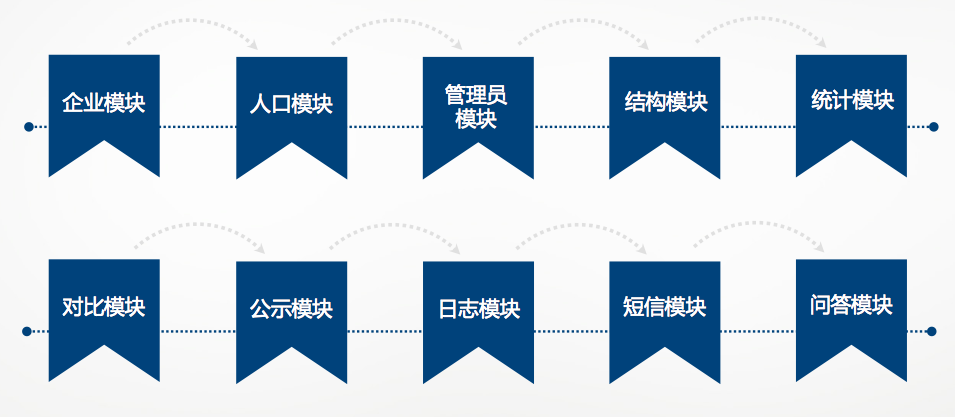 企业模块
人口模块
管理员
模块
结构模块
统计模块
对比模块
公示模块
日志模块
短信模块
问答模块